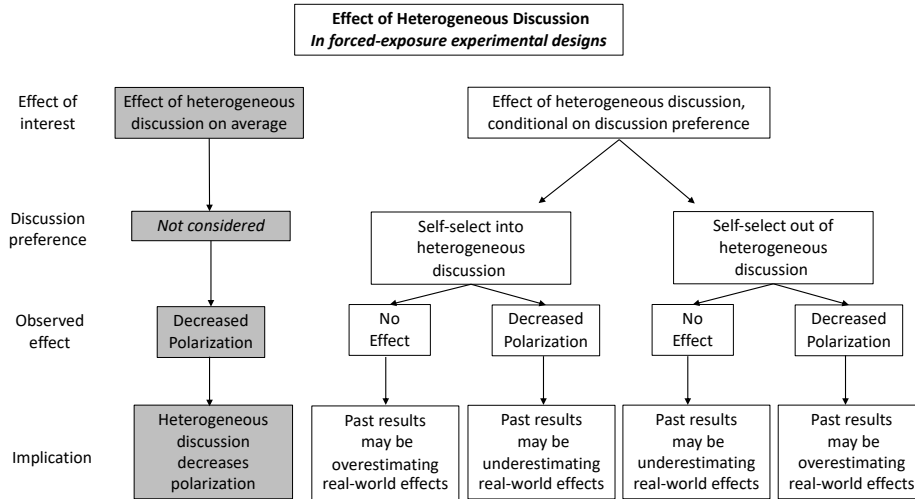 Effect of Heterogeneous Discussion
In forced-exposure experimental designs
Effect of
interest
Effect of heterogeneous
discussion on average
Effect of heterogeneous discussion,
conditional on discussion preference
Discussion
preference
Not considered
Self-select into
heterogeneous
discussion
Self-select out of
heterogeneous
discussion
Observed
effect
Decreased
Polarization
No
Effect
Decreased
Polarization
No
Effect
Decreased
Polarization
Implication
Heterogeneous
discussion
decreases
polarization
Past results
may be
overestimating
real-world effects
Past results
may be
underestimating
real-world effects
Past results
may be
underestimating
real-world effects
Past results
may be
overestimating
real-world effects